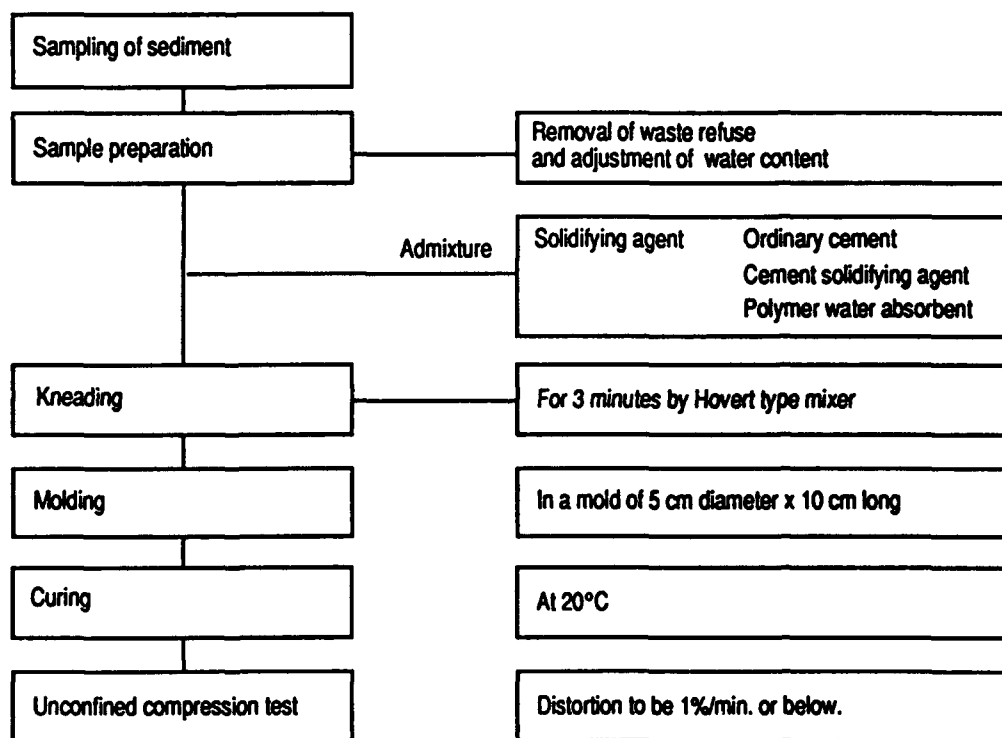 Sampling of sediment
Sample preparation
Removal of waste refuse
and adjustment of water content
Admixture
Solidifying agent Ordinary cement
Cement solidifying agent
Polymer water absorbent
Kneading
For 3 minutes by Hovert type mixer
Molding
In a mold of 5 cm diameter x 10 cm long
Curing
At 20°C
Unconfined compression test
Distortion to be 1%/min. or below.